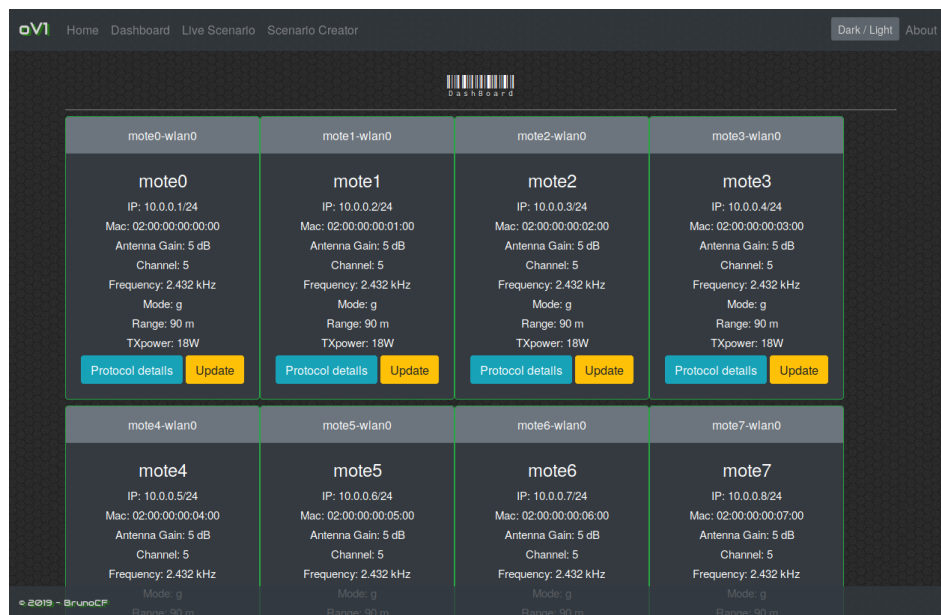 oV1 Home Dashboard Live Scenario Scenario Creator Dark / Light About
DashBoard
mote0-wlan0 mote1-wlan0 mote2-wlan0 mote3-wlan0
mote0 mote1 mote2 mote3
IP: 10.0.0.1/24 IP: 10.0.0.2/24 IP: 10.0.0.3/24 IP: 10.0.0.4/24
Mac: 02:00:00:00:00:00 Mac: 02:00:00:00:01:00 Mac: 02:00:00:00:02:00 Mac: 02:00:00:00:03:00
Antenna Gain: 5 dB Antenna Gain: 5 dB Antenna Gain: 5 dB Antenna Gain: 5 dB
Channel: 5 Channel: 5 Channel: 5 Channel: 5
Frequency: 2.432 kHz Frequency: 2.432 kHz Frequency: 2.432 kHz Frequency: 2.432 kHz
Mode: g Mode: g Mode: g Mode: g
Range: 90 m Range: 90 m Range: 90 m Range: 90 m
TXpower: 18W TXpower: 18W TXpower: 18W TXpower: 18W
Protocol details Update Protocol details Update Protocol details Update Protocol details Update
mote4-wlan0 mote5-wlan0 mote6-wlan0 mote7-wlan0
mote4 mote5 mote6 mote7
IP: 10.0.0.5/24 IP: 10.0.0.6/24 IP: 10.0.0.7/24 IP: 10.0.0.8/24
Mac: 02:00:00:00:04:00 Mac: 02:00:00:00:05:00 Mac: 02:00:00:00:06:00 Mac: 02:00:00:00:07:00
Antenna Gain: 5 dB Antenna Gain: 5 dB Antenna Gain: 5 dB Antenna Gain: 5 dB
Channel: 5 Channel: 5 Channel: 5 Channel: 5
Frequency: 2.432 kHz Frequency: 2.432 kHz Frequency: 2.432 kHz Frequency: 2.432 kHz
Mode: g Mode: g Mode: g Mode: g
© 2019 - BrunoCF
Range: 90 m Range: 90 m Range: 90 m Range: 90 m